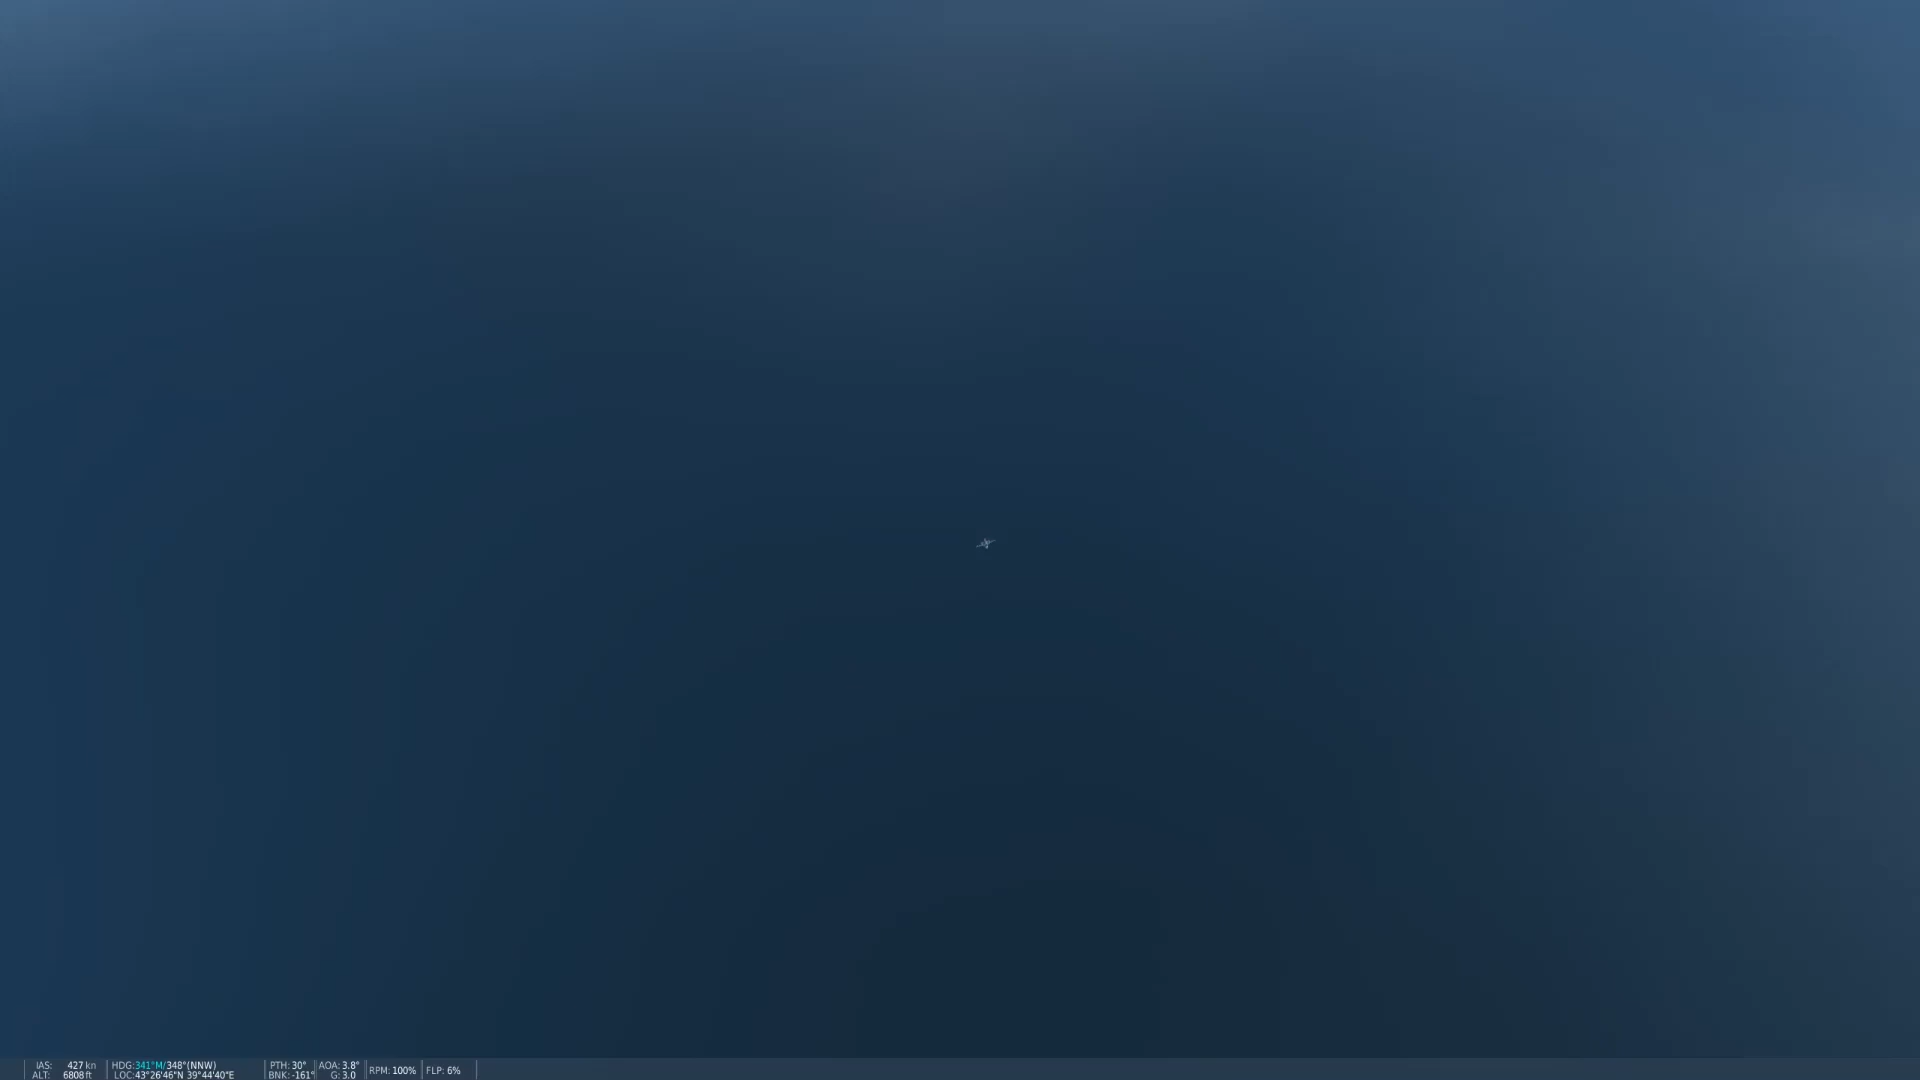 IAS: 427 kn HDG:341°M/348°(NNW) PTH: 30° AOA: 3.8° RPM: 100% FLP: 6%
ALT: 6808 ft LOC:43°26'46"N 39°44'40"E BNK: -161° G: 3.0